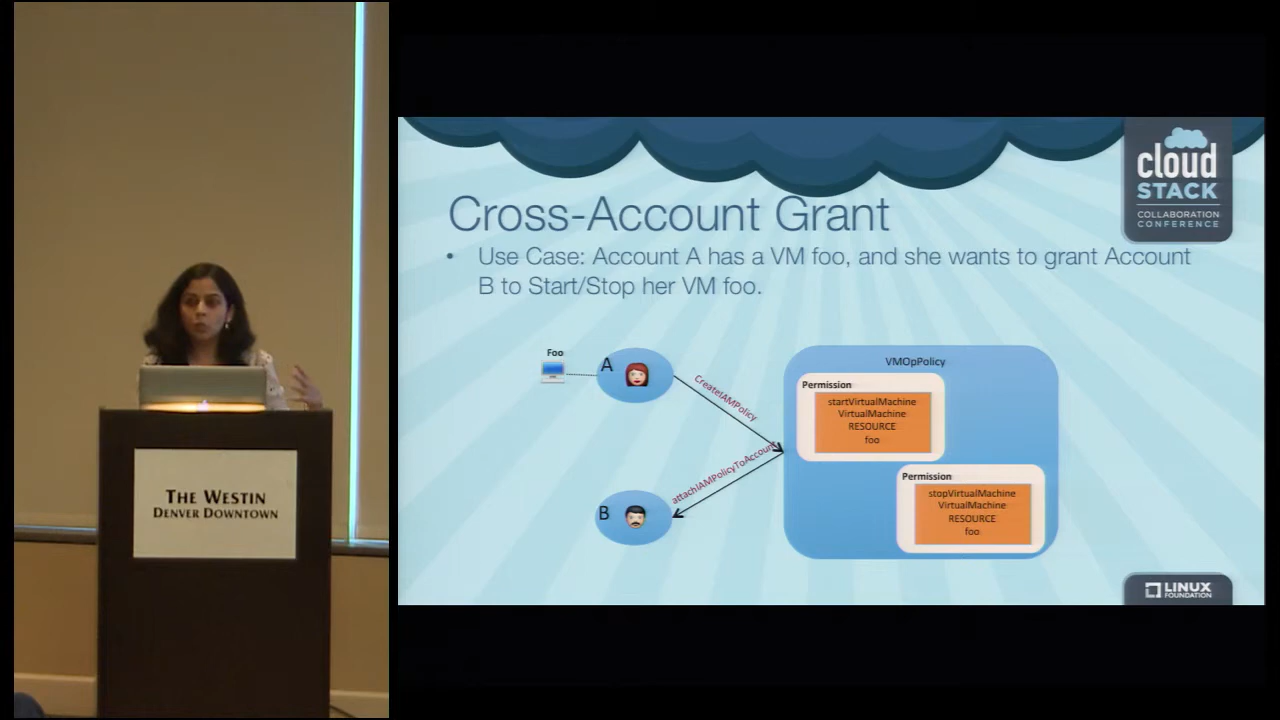 THE WESTIN
DENVER DOWNTOWN
cloud
STACK
COLLABORATION
CONFERENCE
Cross-Account Grant
• Use Case: Account A has a VM foo, and she wants to grant Account
B to Start/Stop her VM foo.
Foo
A
CreateIAMPolicy
attachIAMPolicyToAccount
B
VMOpPolicy
Permission
startVirtualMachine
VirtualMachine
RESOURCE
foo
Permission
stopVirtualMachine
VirtualMachine
RESOURCE
foo
LINUX
FOUNDATION